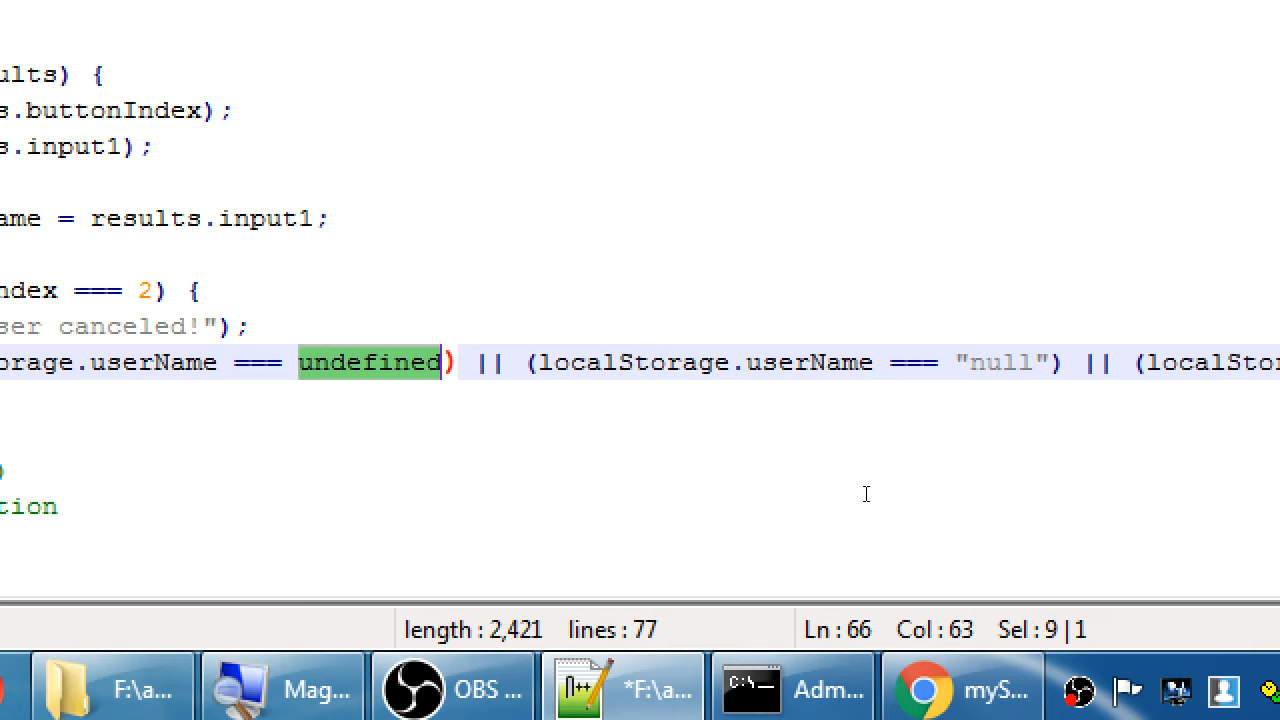 ults) {
s.buttonIndex);
s.input1);
ame = results.input1;
ndex === 2) {
ser canceled!");
orage.userName === undefined) || (localStorage.userName === "null") || (localStor
)
tion
length : 2,421 lines : 77 Ln : 66 Col : 63 Sel : 9 | 1
F:\a... Mag... OBS ... *F:\a... Adm... myS...